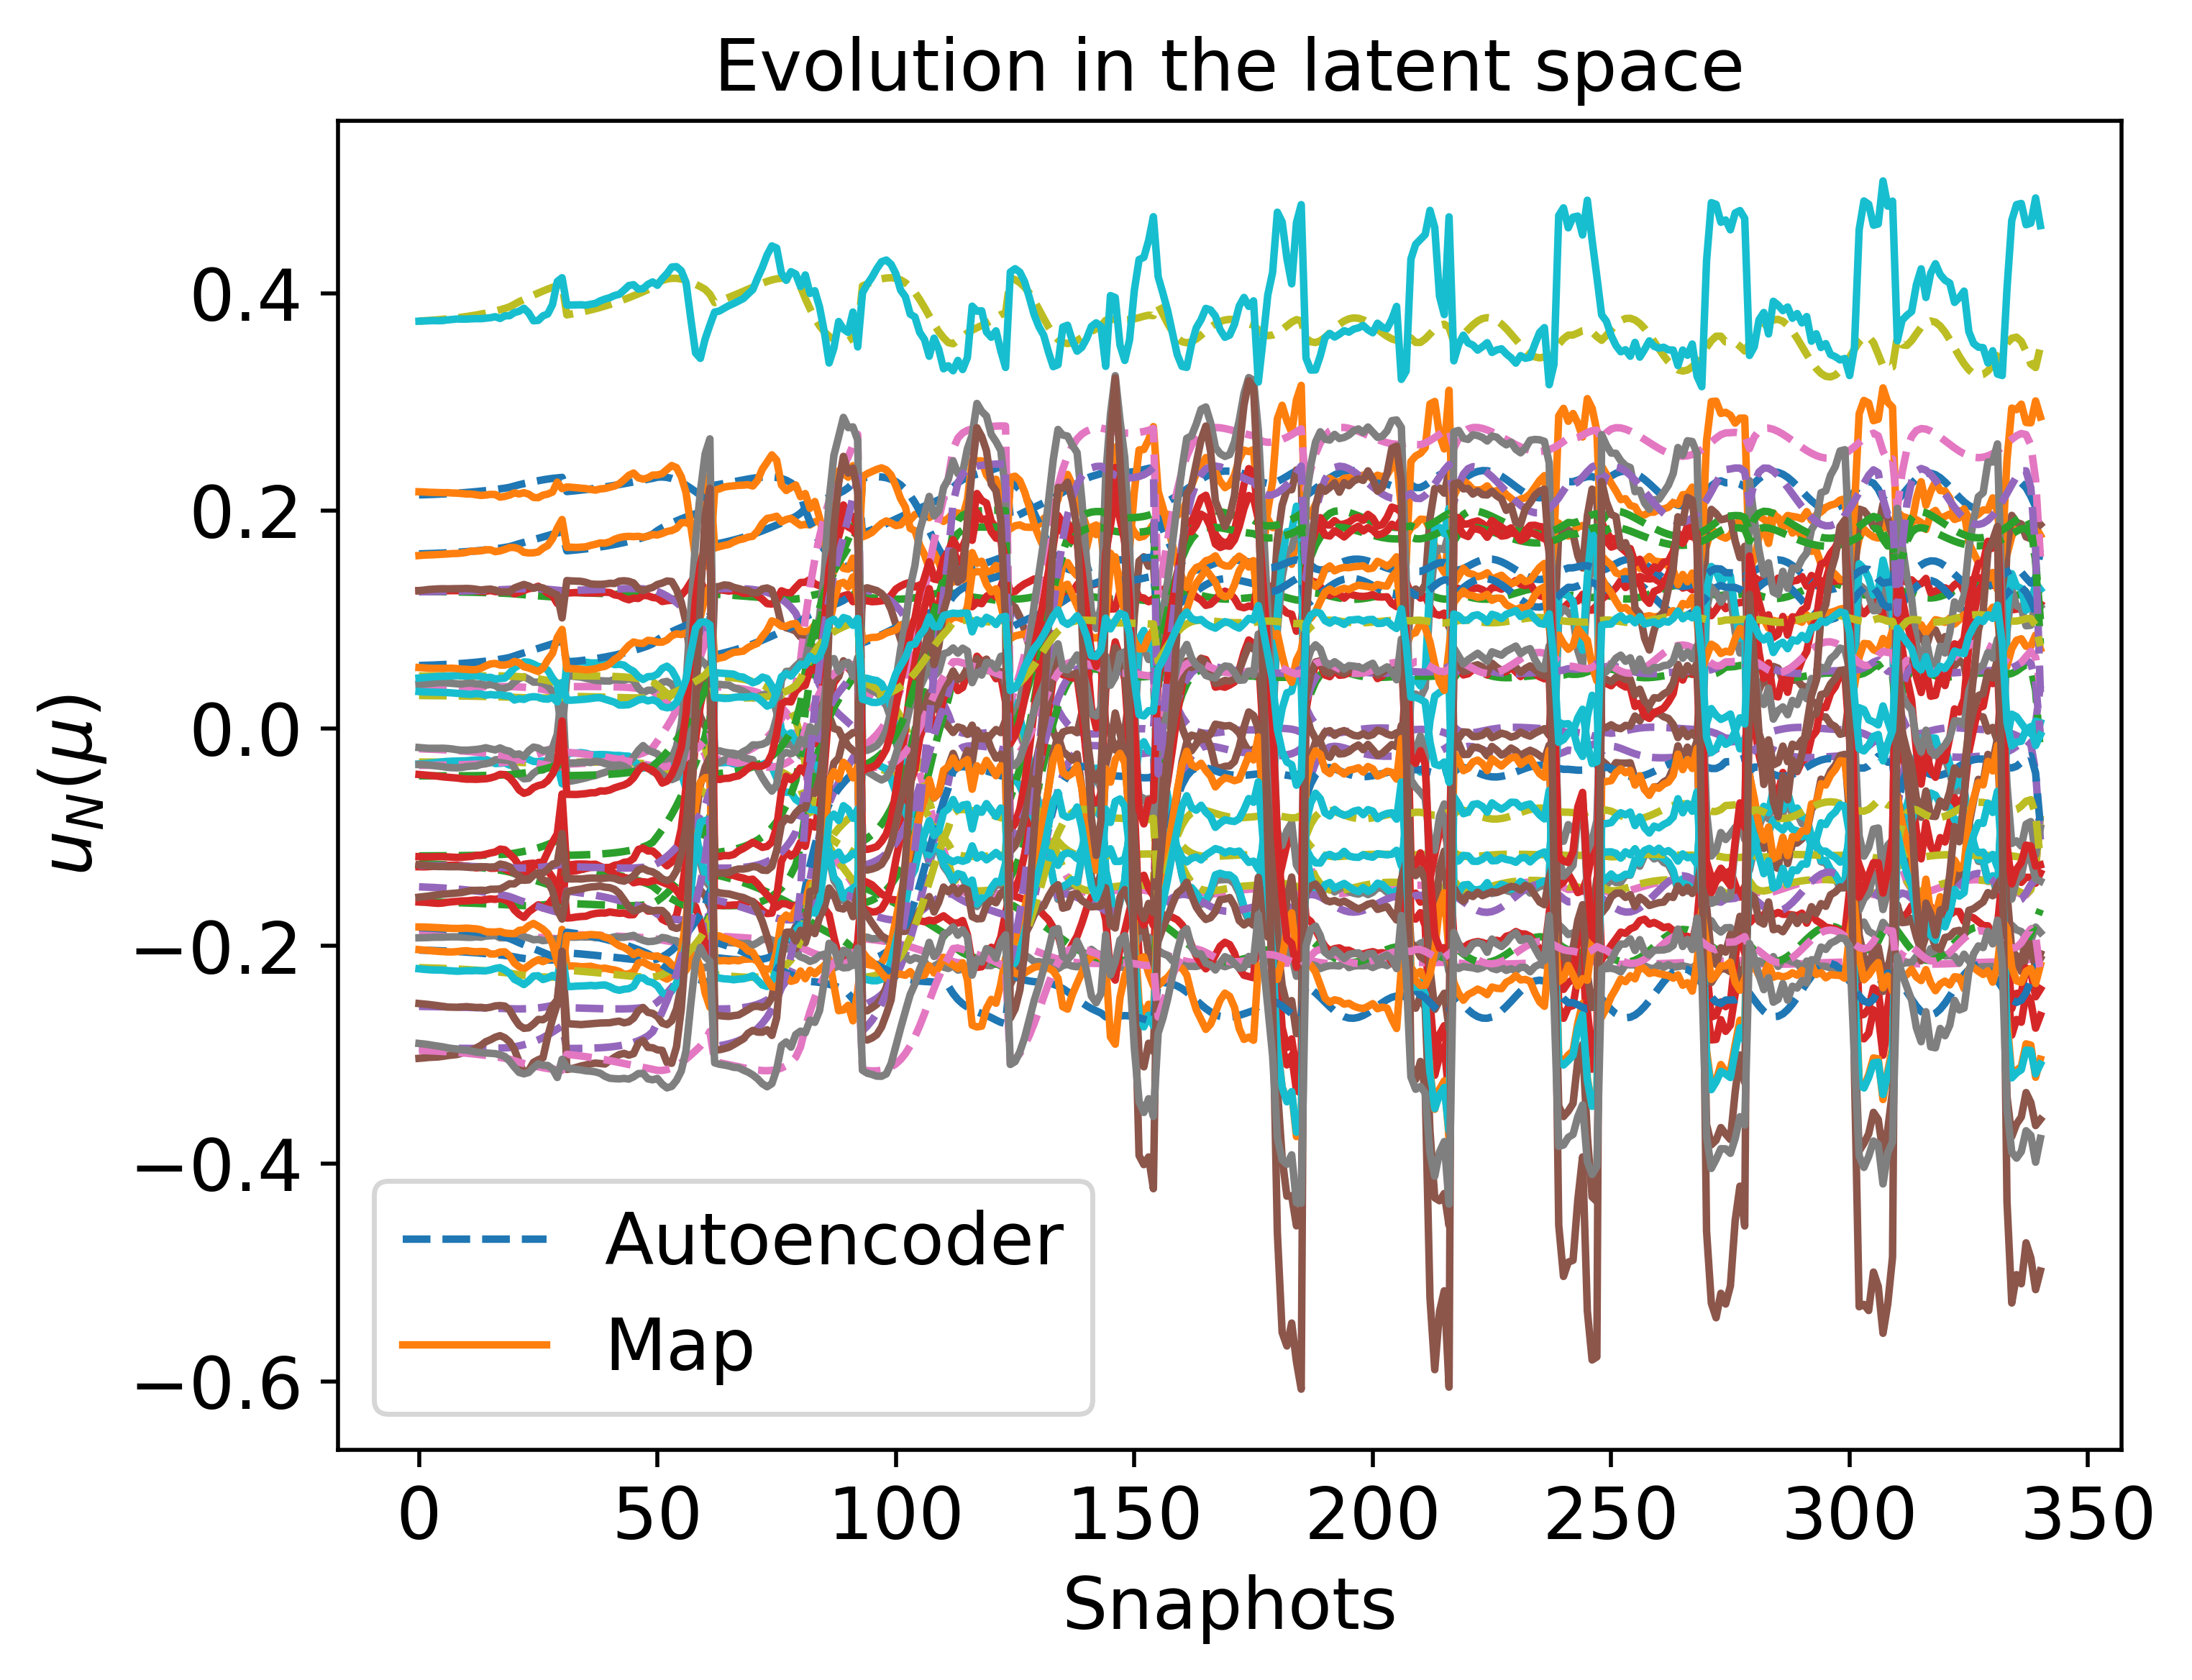 Evolution in the latent space
0.4
0.2
0.0
−0.2
−0.4
−0.6
u_N(μ)
Autoencoder
Map
0 50 100 150 200 250 300 350
Snaphots